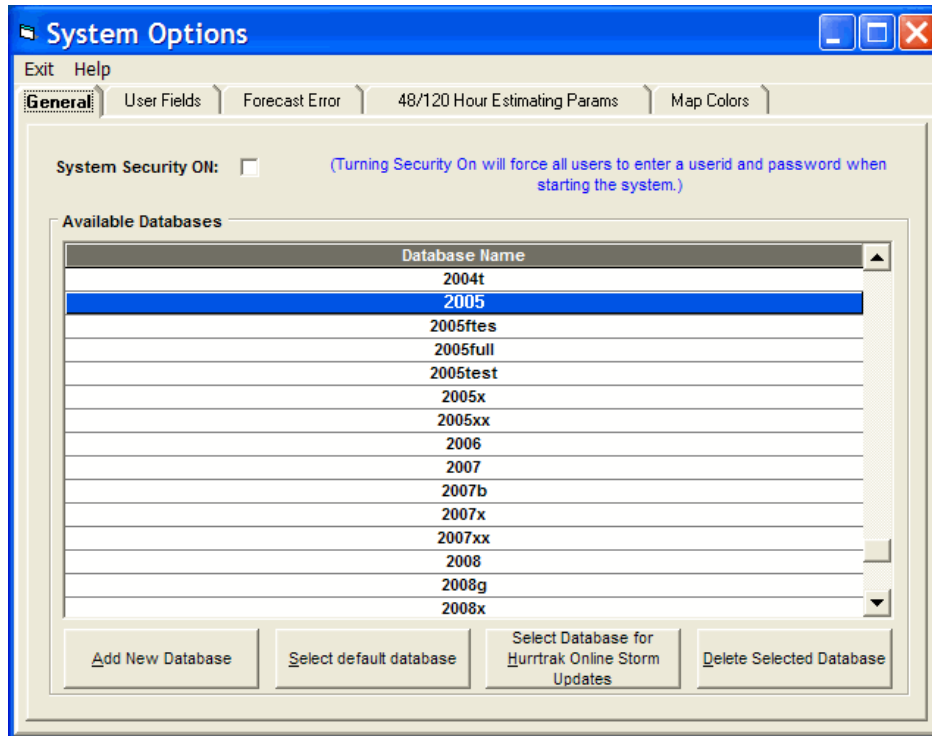 System Options
Exit Help
General User Fields Forecast Error 48/120 Hour Estimating Params Map Colors
System Security ON:
(Turning Security On will force all users to enter a userid and password when
starting the system.)
Available Databases
Database Name
2004t
2005
2005ftes
2005full
2005test
2005x
2005xx
2006
2007
2007b
2007x
2007xx
2008
2008g
2008x
Add New Database
Select default database
Select Database for
Hurrtrak Online Storm
Updates
Delete Selected Database